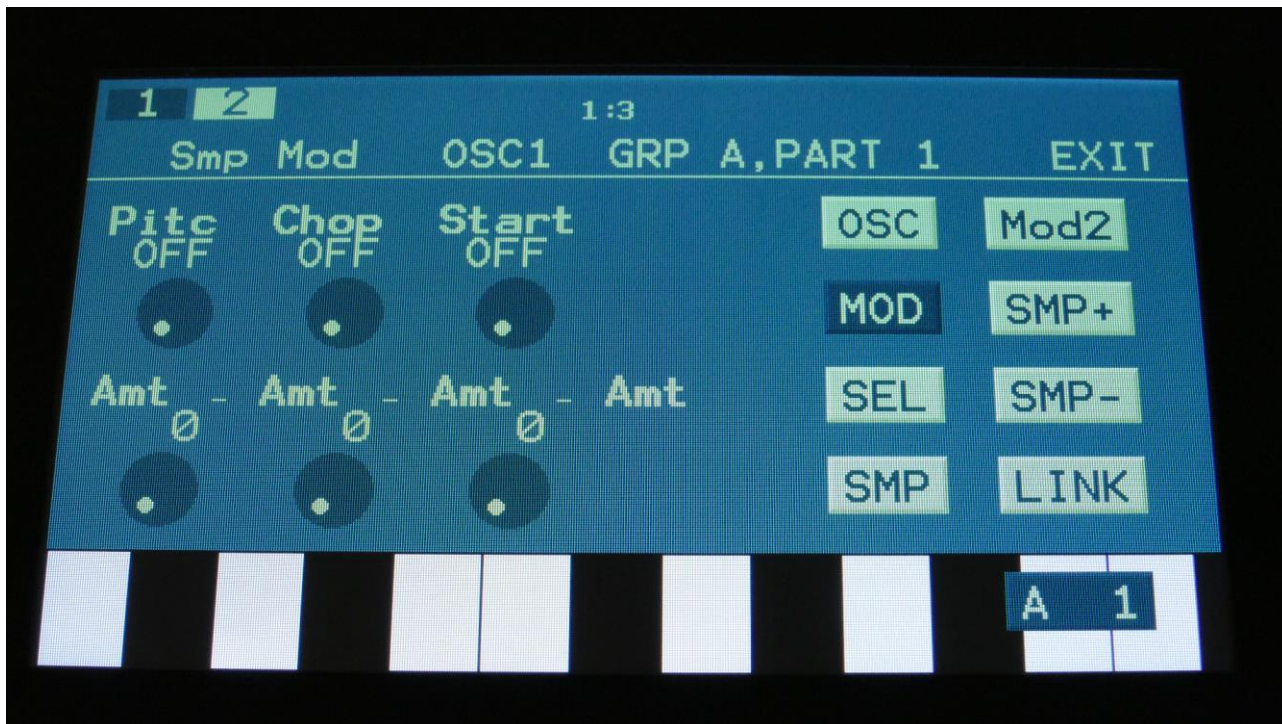 1 2 1:3
Smp Mod OSC1 GRP A,PART 1 EXIT
Pitc Chop Start OSC Mod2
OFF OFF OFF
MOD SMP+
Amt - Amt - Amt - Amt SEL SMP-
0 0 0
SMP LINK
A 1